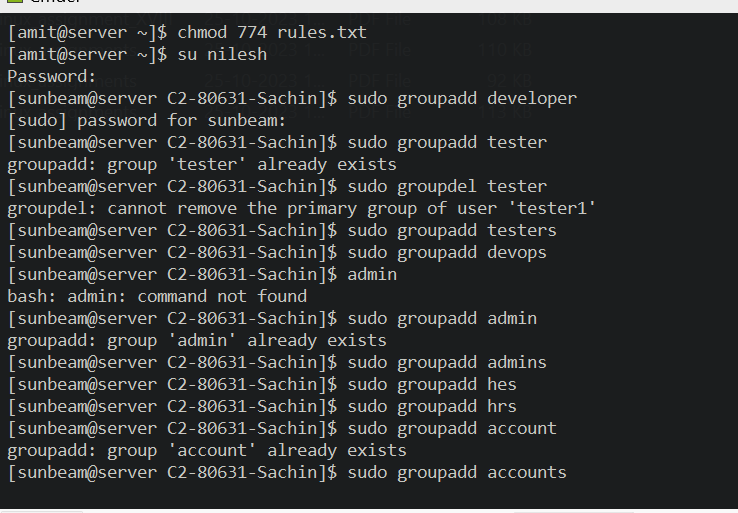 [amit@server ~]$ chmod 774 rules.txt
[amit@server ~]$ su nilesh
Password:
[sunbeam@server C2-80631-Sachin]$ sudo groupadd developer
[sudo] password for sunbeam:
[sunbeam@server C2-80631-Sachin]$ sudo groupadd tester
groupadd: group 'tester' already exists
[sunbeam@server C2-80631-Sachin]$ sudo groupdel tester
groupdel: cannot remove the primary group of user 'tester1'
[sunbeam@server C2-80631-Sachin]$ sudo groupadd testers
[sunbeam@server C2-80631-Sachin]$ sudo groupadd devops
[sunbeam@server C2-80631-Sachin]$ admin
bash: admin: command not found
[sunbeam@server C2-80631-Sachin]$ sudo groupadd admin
groupadd: group 'admin' already exists
[sunbeam@server C2-80631-Sachin]$ sudo groupadd admins
[sunbeam@server C2-80631-Sachin]$ sudo groupadd hes
[sunbeam@server C2-80631-Sachin]$ sudo groupadd hrs
[sunbeam@server C2-80631-Sachin]$ sudo groupadd account
groupadd: group 'account' already exists
[sunbeam@server C2-80631-Sachin]$ sudo groupadd accounts